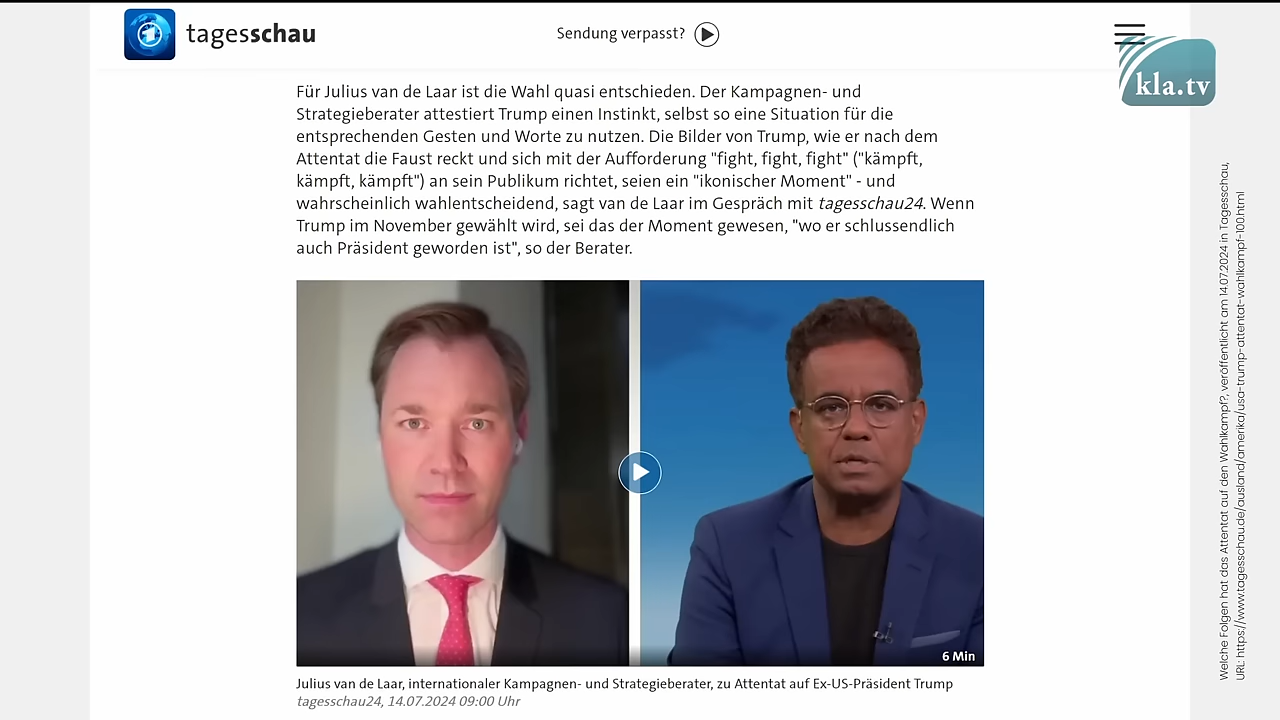 tagesschau
Sendung verpasst?
kla.tv
Für Julius van de Laar ist die Wahl quasi entschieden. Der Kampagnen- und
Strategieberater attestiert Trump einen Instinkt, selbst so eine Situation für die
entsprechenden Gesten und Worte zu nutzen. Die Bilder von Trump, wie er nach dem
Attentat die Faust reckt und sich mit der Aufforderung "fight, fight, fight" ("kämpft,
kämpft, kämpft") an sein Publikum richtet, seien ein "ikonischer Moment" - und
wahrscheinlich wahlentscheidend, sagt van de Laar im Gespräch mit tagesschau24. Wenn
Trump im November gewählt wird, sei das der Moment gewesen, "wo er schlussendlich
auch Präsident geworden ist", so der Berater.
6 Min
Julius van de Laar, internationaler Kampagnen- und Strategieberater, zu Attentat auf Ex-US-Präsident Trump
tagesschau24, 14.07.2024 09:00 Uhr
Welche Folgen hat das Attentat auf den Wahlkampf?, veröffentlicht am 14.07.2024 in Tagesschau,
URL: https://www.tagesschau.de/ausland/amerika/usa-trump-attentat-wahlkampf-100.html